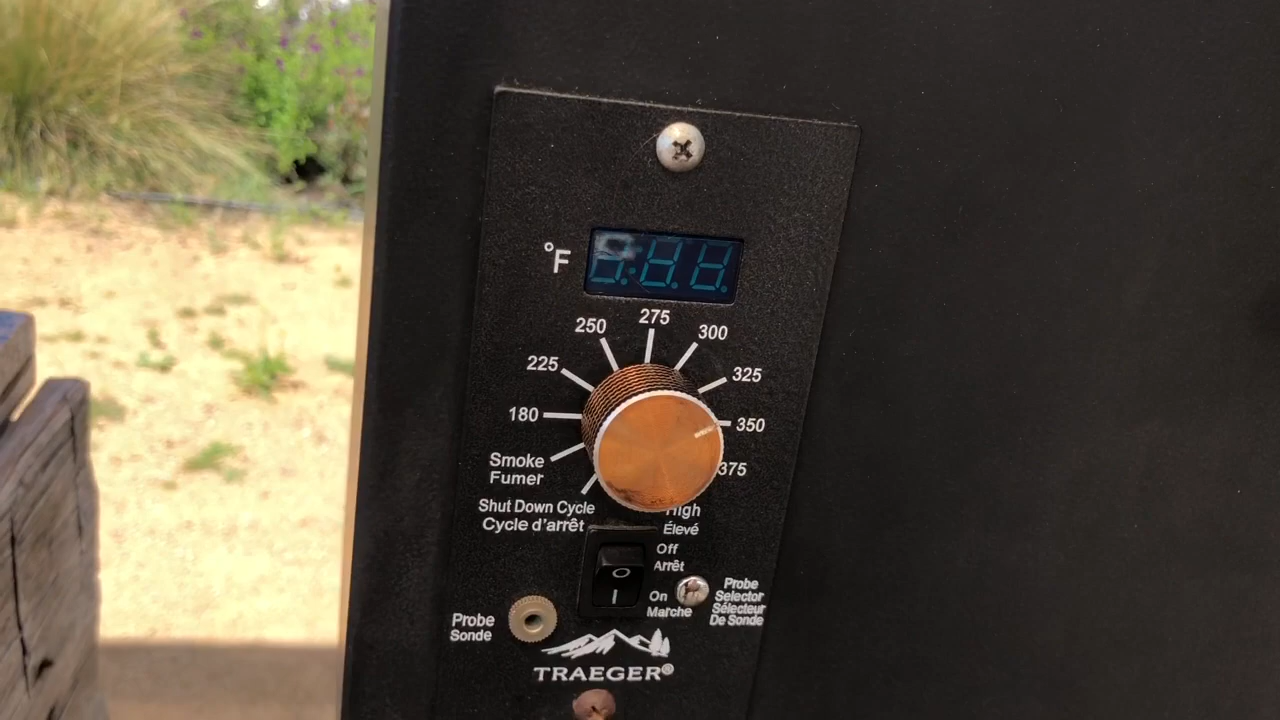 °F
275
250
300
225
325
180
350
Smoke
Fumer
375
Shut Down Cycle
Cycle d'arrêt
High
Élevé
Off
Arrêt
O
I
On
Marche
Probe
Selector
Sélecteur
De Sonde
Probe
Sonde
TRAEGER®